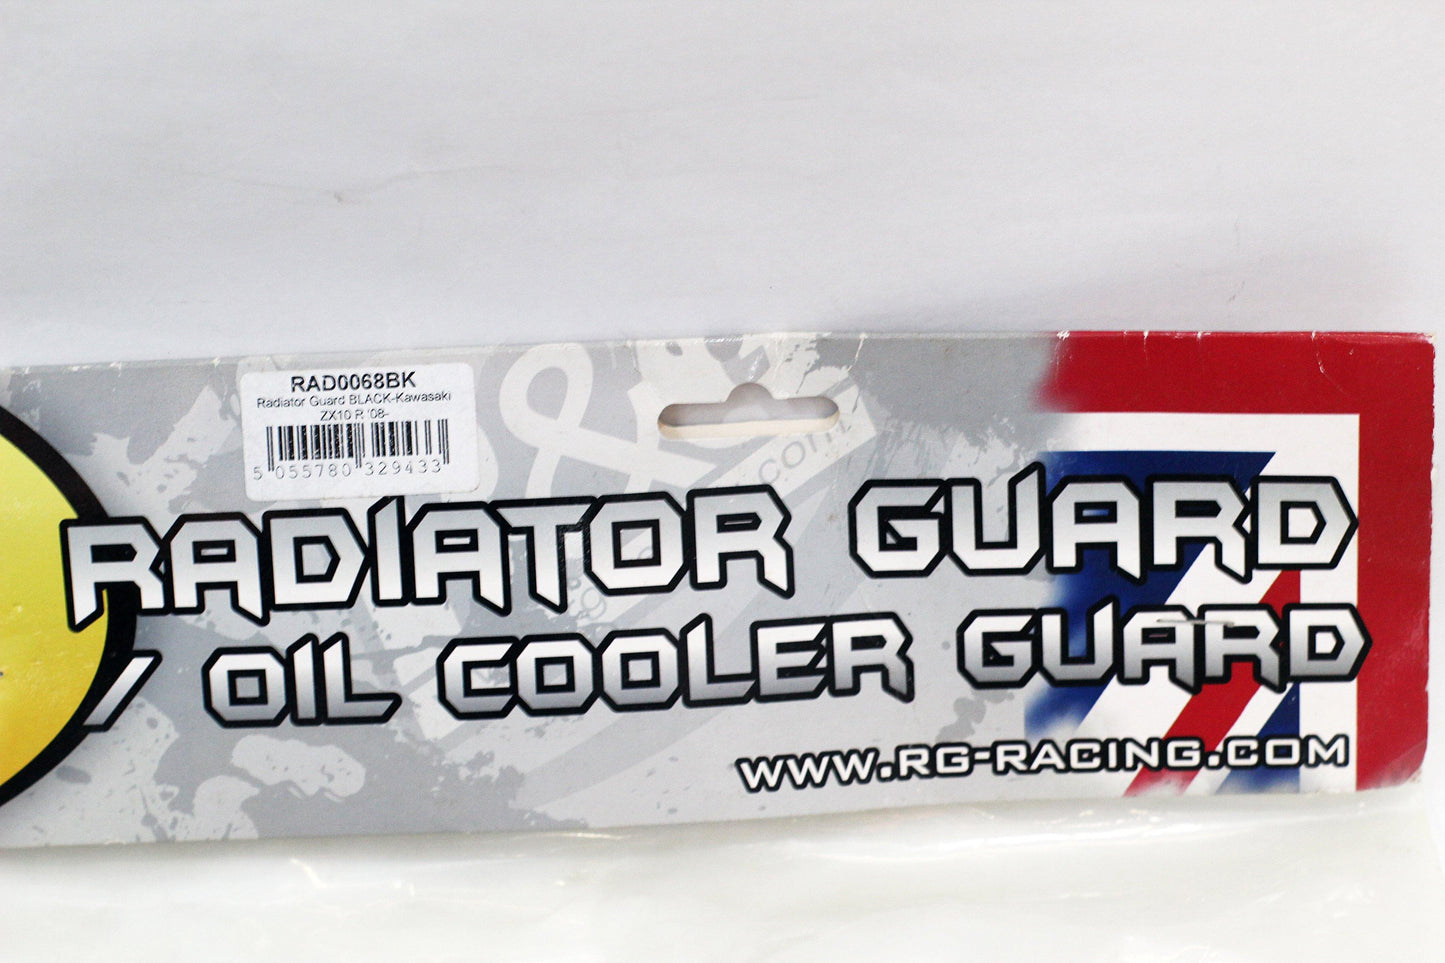 RAD0068BK
Radiator Guard BLACK-Kawasaki
ZX10 R '08-
5 055780 329433
RADIATOR GUARD
/ OIL COOLER GUARD
WWW.RG-RACING.COM
.com